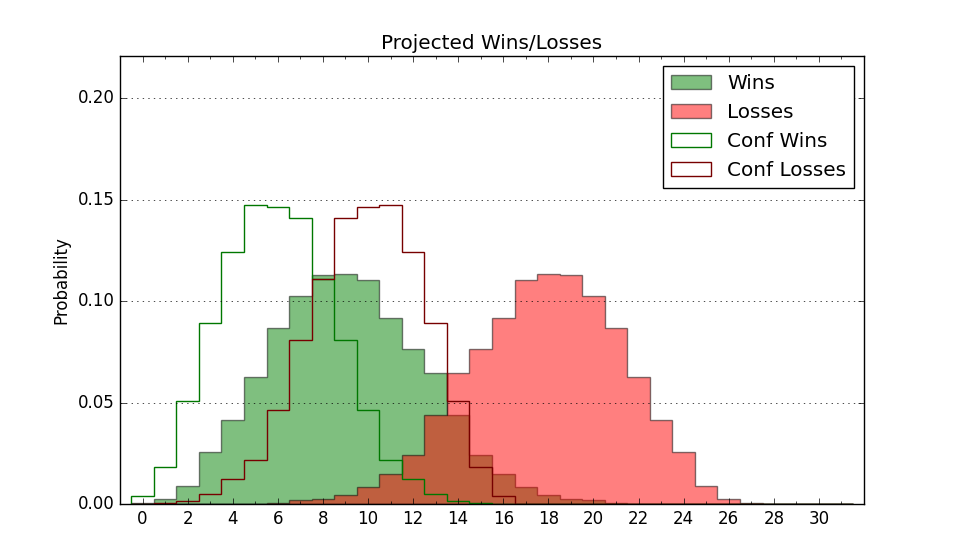 Projected Wins/Losses
Wins
Losses
Conf Wins
Conf Losses
Probability
0.20
0.15
0.10
0.05
0.00
0 2 4 6 8 10 12 14 16 18 20 22 24 26 28 30